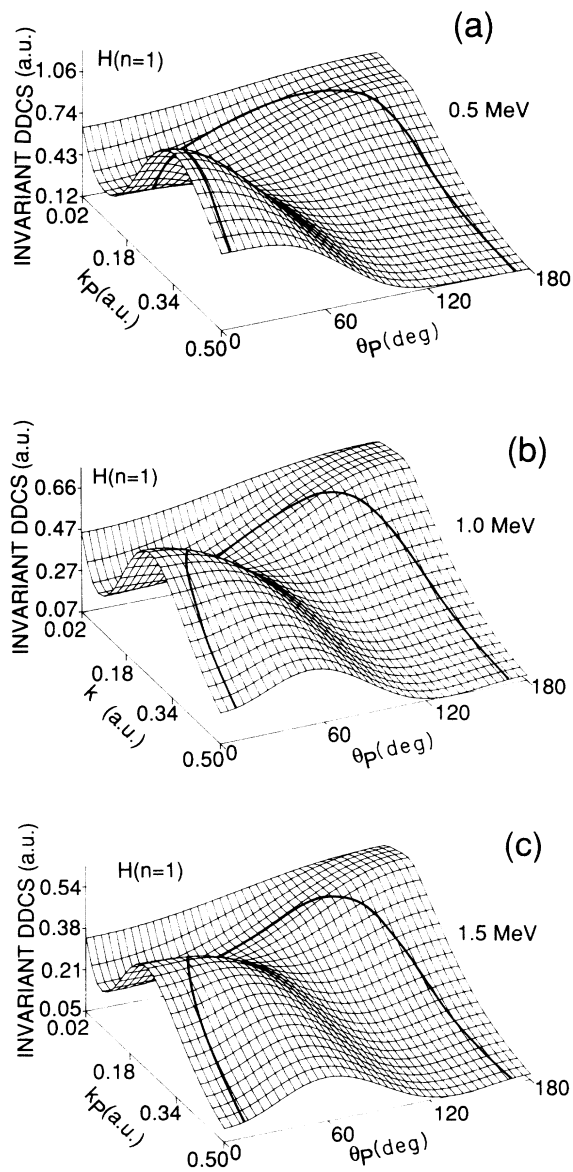 (a)
H(n=1)
INVARIANT DDCS (a.u.)
1.06
0.74
0.43
0.12
0.5 MeV
0.02
0.18
0.34
0.50
kP(a.u.)
0
60
120
180
θP(deg)
(b)
H(n=1)
INVARIANT DDCS (a.u.)
0.66
0.47
0.27
0.07
1.0 MeV
0.02
0.18
0.34
0.50
k (a.u.)
0
60
120
180
θP(deg)
(c)
H(n=1)
INVARIANT DDCS (a.u.)
0.54
0.38
0.21
0.05
1.5 MeV
0.02
0.18
0.34
0.50
kP(a.u.)
0
60
120
180
θP(deg)